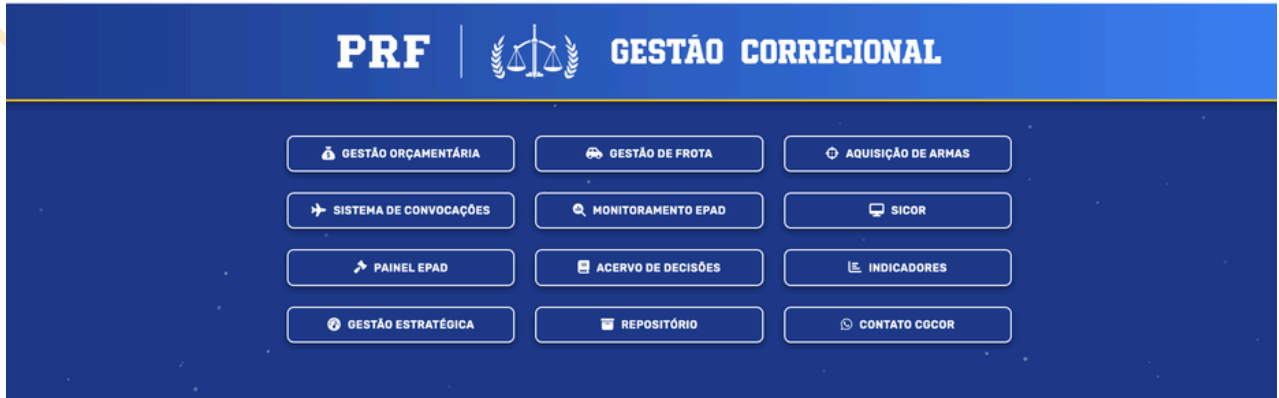 PRF GESTÃO CORRECIONAL
GESTÃO ORÇAMENTÁRIA
GESTÃO DE FROTA
AQUISIÇÃO DE ARMAS
SISTEMA DE CONVOCAÇÕES
MONITORAMENTO EPAD
SICOR
PAINEL EPAD
ACERVO DE DECISÕES
INDICADORES
GESTÃO ESTRATÉGICA
REPOSITÓRIO
CONTATO CGCOR